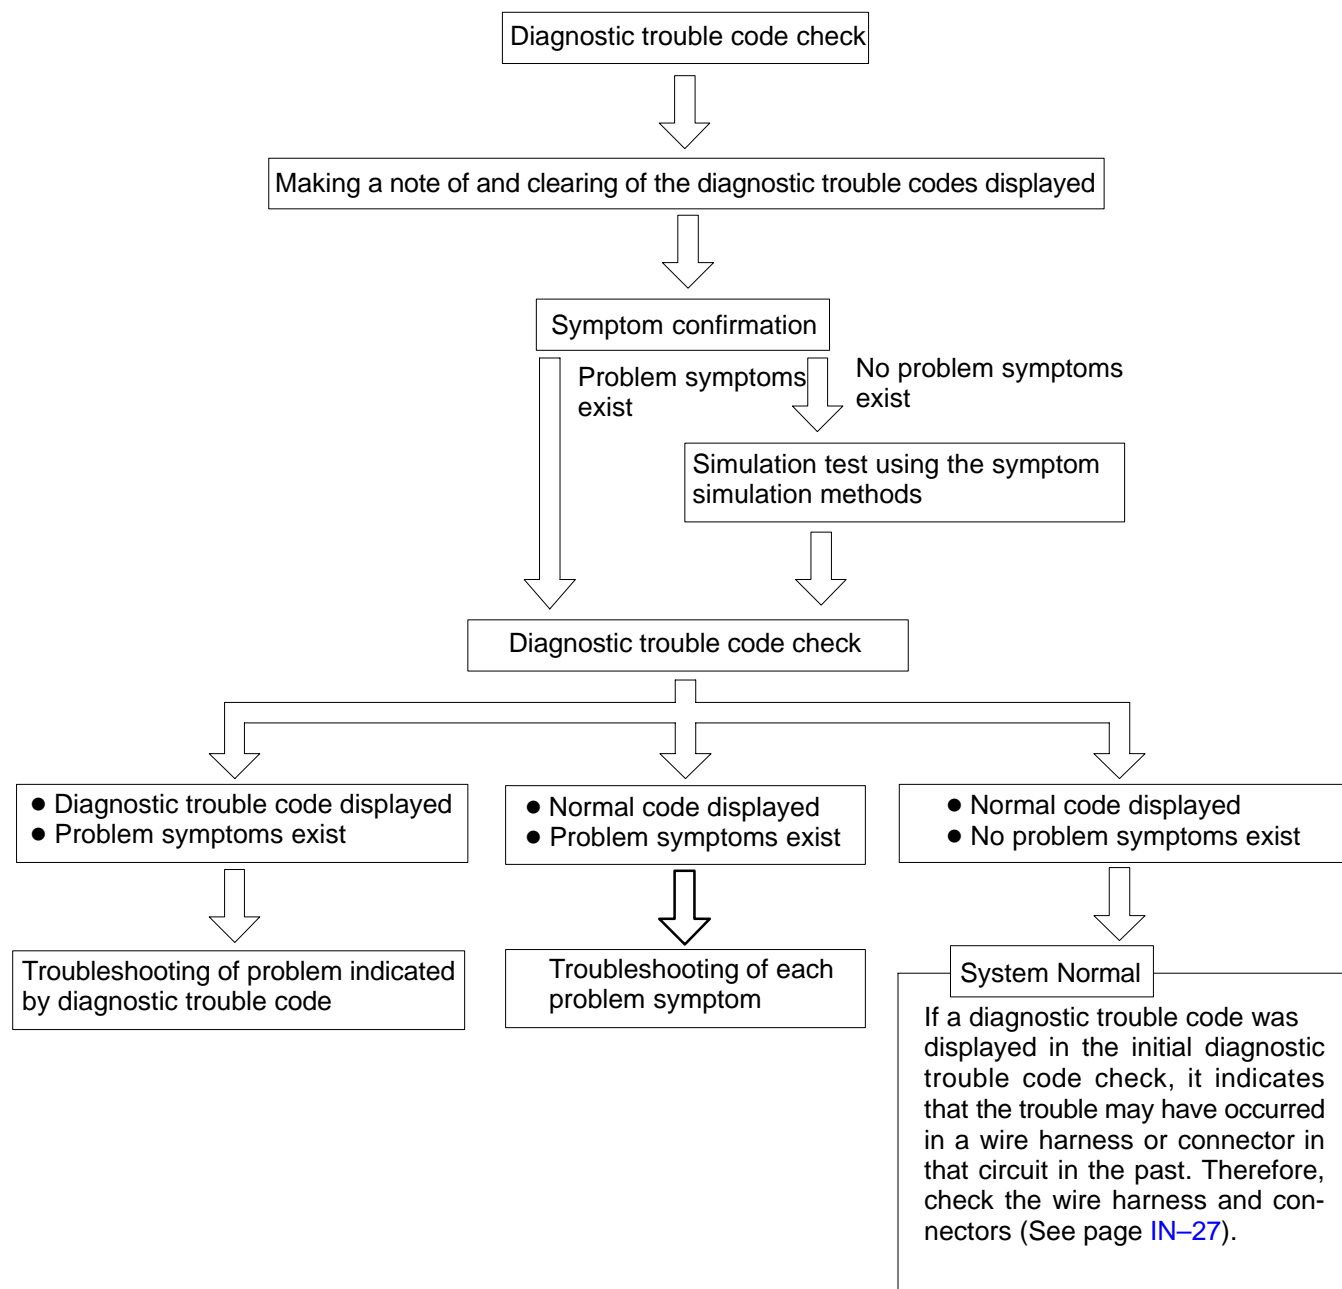 Diagnostic trouble code check
Making a note of and clearing of the diagnostic trouble codes displayed
Symptom confirmation
Problem symptoms
exist
No problem symptoms
exist
Simulation test using the symptom
simulation methods
Diagnostic trouble code check
● Diagnostic trouble code displayed
● Problem symptoms exist
● Normal code displayed
● Problem symptoms exist
● Normal code displayed
● No problem symptoms exist
Troubleshooting of problem indicated
by diagnostic trouble code
Troubleshooting of each
problem symptom
System Normal
If a diagnostic trouble code was
displayed in the initial diagnostic
trouble code check, it indicates
that the trouble may have occurred
in a wire harness or connector in
that circuit in the past. Therefore,
check the wire harness and con-
nectors (See page IN–27).